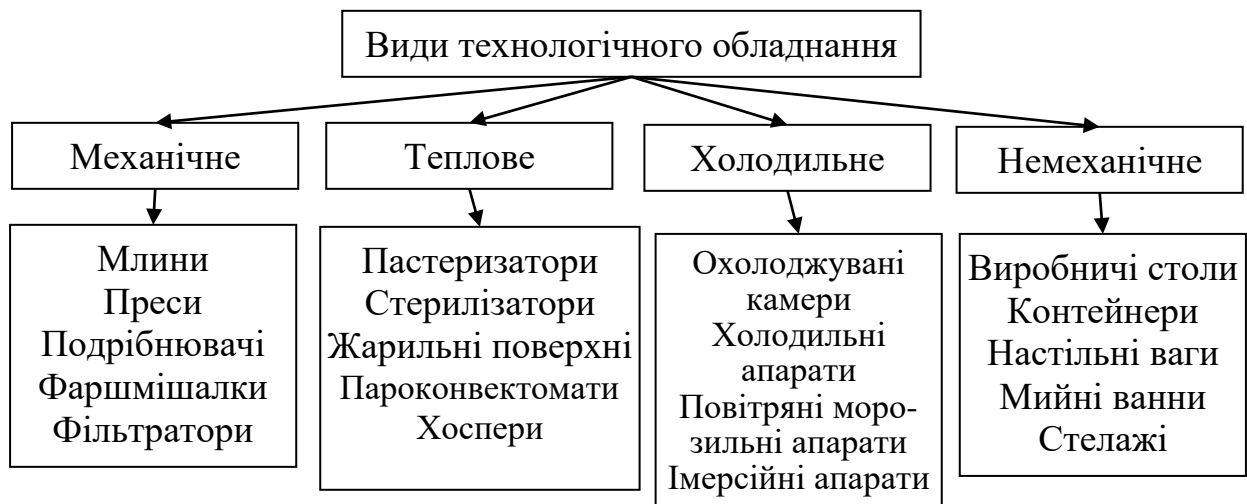 Види технологічного обладнання
Механічне
Теплове
Холодильне
Немеханічне
Млини
Преси
Подрібнювачі
Фаршмішалки
Фільтратори
Пастеризатори
Стерилізатори
Жарильні поверхні
Пароконвектомати
Хоспери
Охолоджувані
камери
Холодильні
апарати
Повітряні моро-
зильні апарати
Імерсійні апарати
Виробничі столи
Контейнери
Настільні ваги
Мийні ванни
Стелажі